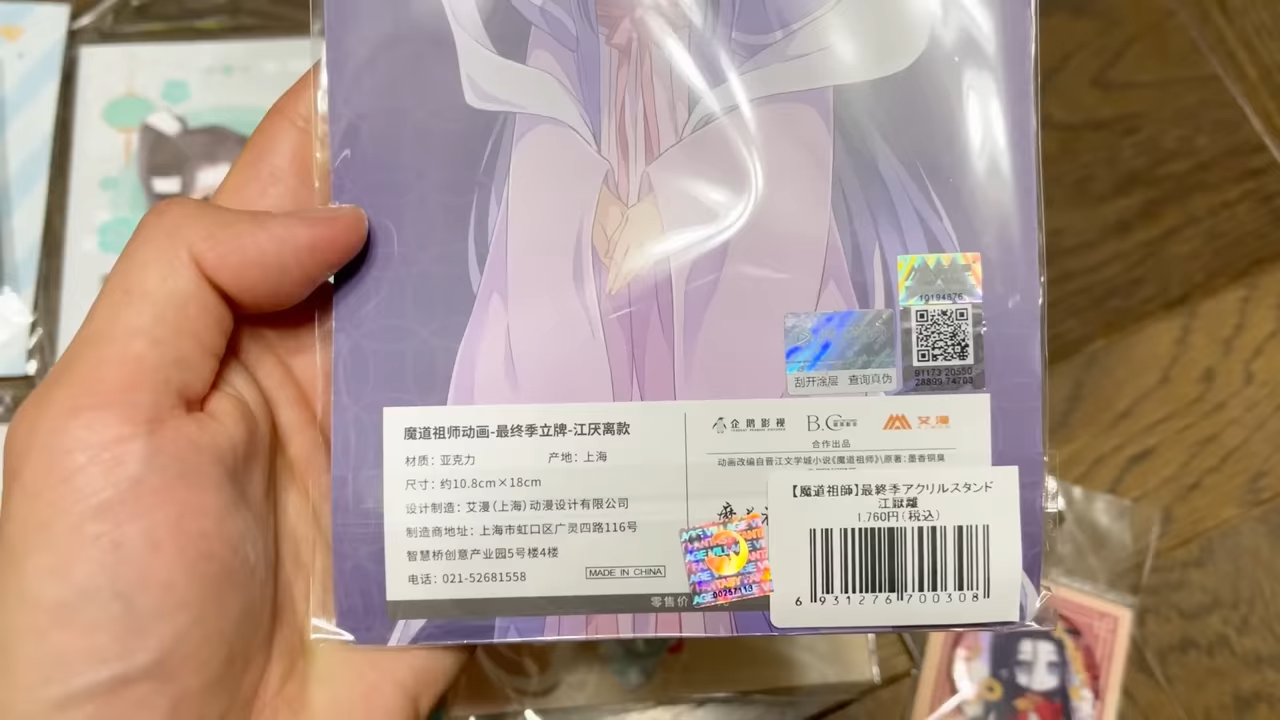 10194876
91173 20550
28899 74703
刮开涂层 查询真伪
魔道祖师动画-最终季立牌-江厌离款
材质：亚克力 产地：上海
尺寸：约10.8cm×18cm
设计制造：艾漫（上海）动漫设计有限公司
制造商地址：上海市虹口区广灵四路116号
智慧桥创意产业园5号楼4楼
电话：021-52681558
MADE IN CHINA
企鹅影视
B.C
艾漫
合作出品
动画改编自晋江文学城小说《魔道祖师》\原著：墨香铜臭
00257113
零售价
【魔道祖師】最終季アクリルスタンド
江厭離
1,760円（税込）
6 931276 700308